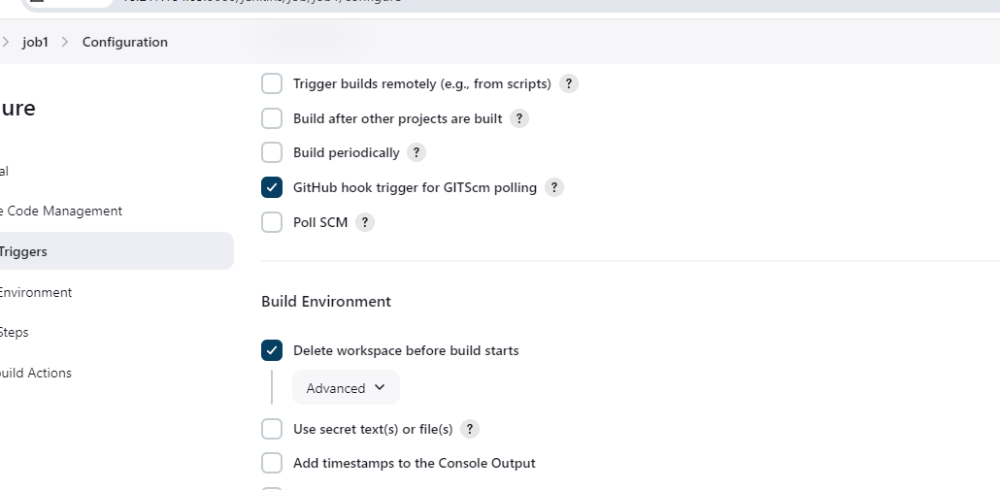 job1 > Configuration
ure
Trigger builds remotely (e.g., from scripts) ?
Build after other projects are built ?
Build periodically ?
al
GitHub hook trigger for GITScm polling ?
e Code Management
Poll SCM ?
Triggers
Environment
Build Environment
Steps
Delete workspace before build starts
uild Actions
Advanced
Use secret text(s) or file(s) ?
Add timestamps to the Console Output